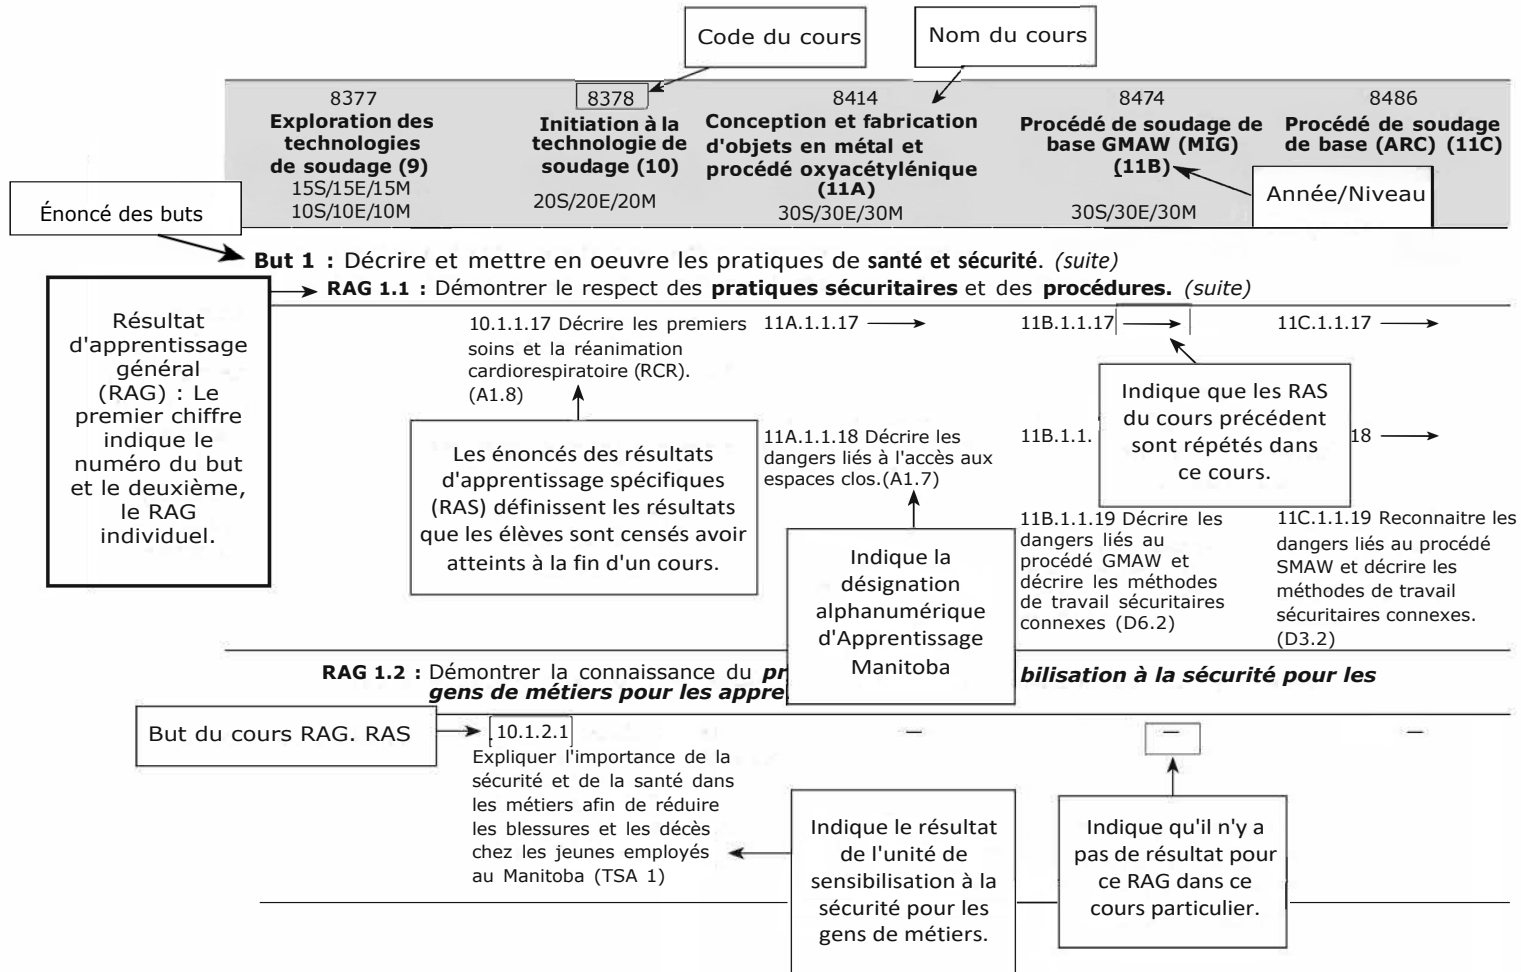 Code du cours
Nom du cours
8377
Exploration des
technologies
de soudage (9)
15S/15E/15M
10S/10E/10M
8378
Initiation à la
technologie de
soudage (10)
20S/20E/20M
8414
Conception et fabrication
d'objets en métal et
procédé oxyacétylénique
(11A)
30S/30E/30M
8474
Procédé de soudage de
base GMAW (MIG)
(11B)
30S/30E/30M
8486
Procédé de soudage
de base (ARC) (11C)
Année/Niveau
Énoncé des buts
But 1 : Décrire et mettre en oeuvre les pratiques de santé et sécurité. (suite)
RAG 1.1 : Démontrer le respect des pratiques sécuritaires et des procédures. (suite)
Résultat
d'apprentissage
général
(RAG) : Le
premier chiffre
indique le
numéro du but
et le deuxième,
le RAG
individuel.
10.1.1.17 Décrire les premiers
soins et la réanimation
cardiorespiratoire (RCR).
(A1.8)
11A.1.1.17 →
11B.1.1.17 →
11C.1.1.17 →
Les énoncés des résultats
d'apprentissage spécifiques
(RAS) définissent les résultats
que les élèves sont censés avoir
atteints à la fin d'un cours.
11A.1.1.18 Décrire les
dangers liés à l'accès aux
espaces clos.(A1.7)
11B.1.1.
Indique que les RAS
du cours précédent
sont répétés dans
ce cours.
18 →
Indique la
désignation
alphanumérique
d'Apprentissage
Manitoba
11B.1.1.19 Décrire les
dangers liés au
procédé GMAW et
décrire les méthodes
de travail sécuritaires
connexes (D6.2)
11C.1.1.19 Reconnaitre les
dangers liés au procédé
SMAW et décrire les
méthodes de travail
sécuritaires connexes.
(D3.2)
RAG 1.2 : Démontrer la connaissance du pr bilisation à la sécurité pour les
gens de métiers pour les appre
But du cours RAG. RAS
10.1.2.1
Expliquer l'importance de la
sécurité et de la santé dans
les métiers afin de réduire
les blessures et les décès
chez les jeunes employés
au Manitoba (TSA 1)
—
—
—
Indique le résultat
de l'unité de
sensibilisation à la
sécurité pour les
gens de métiers.
Indique qu'il n'y a
pas de résultat pour
ce RAG dans ce
cours particulier.